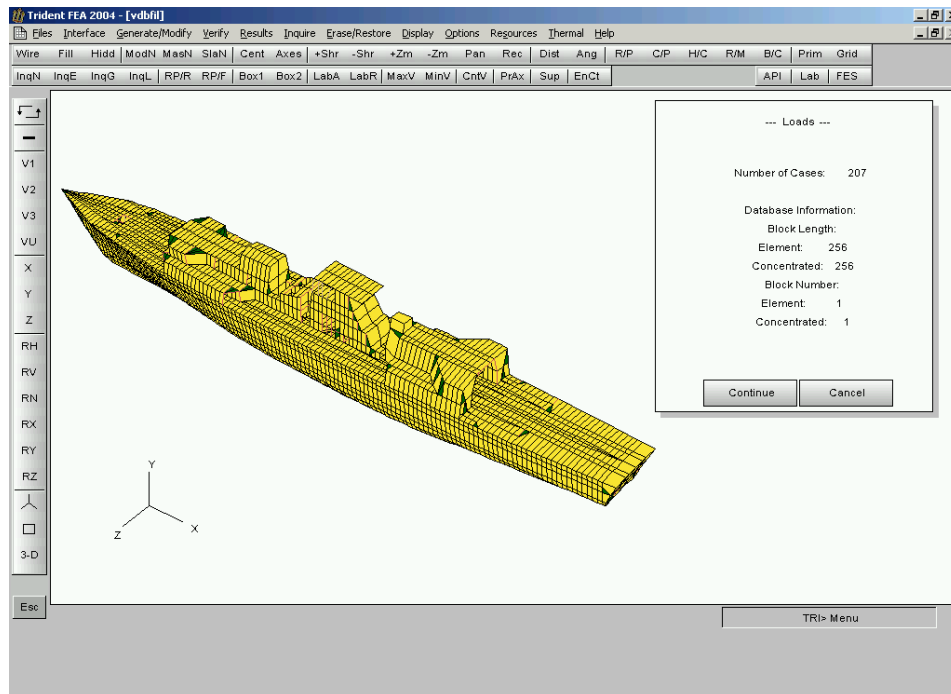 Trident FEA 2004 - [vdbfil]
Files Interface Generate/Modify Verify Results Inquire Erase/Restore Display Options Resources Thermal Help
Wire Fill Hidd ModN MasN SlaN Cent Axes +Shr -Shr +Zm -Zm Pan Rec Dist Ang R/P C/P H/C R/M B/C Prim Grid
InqN InqE InqG InqL RP/R RP/F Box1 Box2 LabA LabR MaxV MinV CntV PrAx Sup EnCt API Lab FES
V1
V2
V3
VU
X
Y
Z
RH
RV
RN
RX
RY
RZ
3-D
Esc
Y
X
Z
--- Loads ---
Number of Cases: 207
Database Information:
Block Length:
Element: 256
Concentrated: 256
Block Number:
Element: 1
Concentrated: 1
Continue Cancel
TRI> Menu